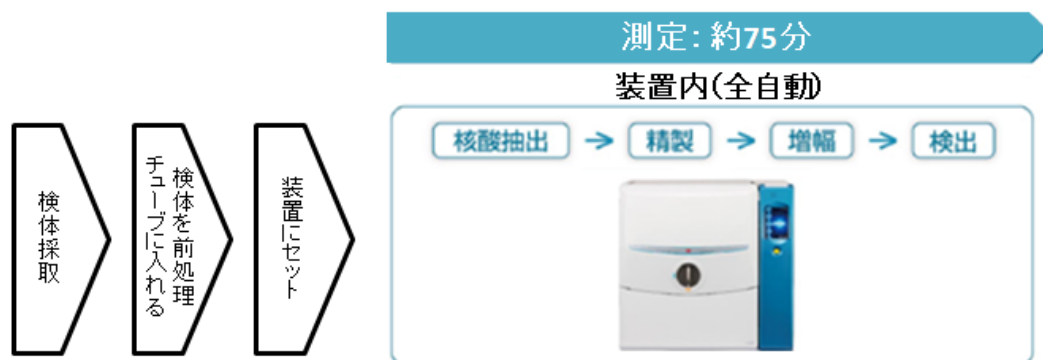 測定: 約75分
装置内(全自動)
核酸抽出 → 精製 → 増幅 → 検出
検体採取
検体を前処理
チューブに入れる
装置にセット